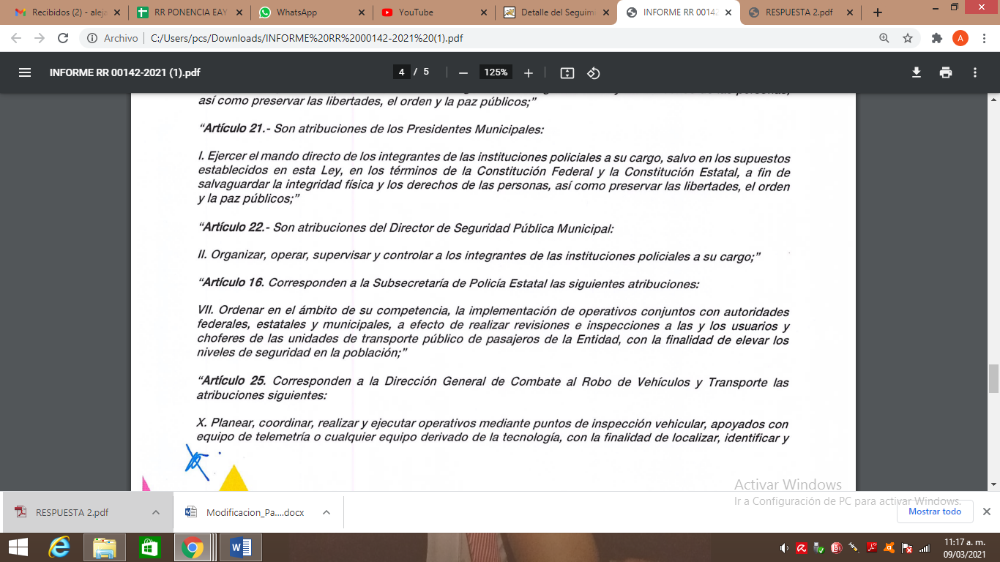 Recibidos (2) - aleja
RR PONENCIA EAY
WhatsApp
YouTube
Detalle del Seguimi
INFORME RR 00142
RESPUESTA 2.pdf
Archivo
C:/Users/pcs/Downloads/INFORME%20RR%2000142-2021%20(1).pdf
A
INFORME RR 00142-2021 (1).pdf
4 / 5
125%
así como preservar las libertades, el orden y la paz públicos;”
“Artículo 21.- Son atribuciones de los Presidentes Municipales:
I. Ejercer el mando directo de los integrantes de las instituciones policiales a su cargo, salvo en los supuestos
establecidos en esta Ley, en los términos de la Constitución Federal y la Constitución Estatal, a fin de
salvaguardar la integridad física y los derechos de las personas, así como preservar las libertades, el orden
y la paz públicos;”
“Artículo 22.- Son atribuciones del Director de Seguridad Pública Municipal:
II. Organizar, operar, supervisar y controlar a los integrantes de las instituciones policiales a su cargo;”
“Artículo 16. Corresponden a la Subsecretaría de Policía Estatal las siguientes atribuciones:
VII. Ordenar en el ámbito de su competencia, la implementación de operativos conjuntos con autoridades
federales, estatales y municipales, a efecto de realizar revisiones e inspecciones a las y los usuarios y
choferes de las unidades de transporte público de pasajeros de la Entidad, con la finalidad de elevar los
niveles de seguridad en la población;”
“Artículo 25. Corresponden a la Dirección General de Combate al Robo de Vehículos y Transporte las
atribuciones siguientes:
X. Planear, coordinar, realizar y ejecutar operativos mediante puntos de inspección vehicular, apoyados con
equipo de telemetría o cualquier equipo derivado de la tecnología, con la finalidad de localizar, identificar y
Activar Windows
Ir a Configuración de PC para activar Windows.
RESPUESTA 2.pdf
Modificacion_Pa....docx
Mostrar todo
11:17 a. m.
09/03/2021